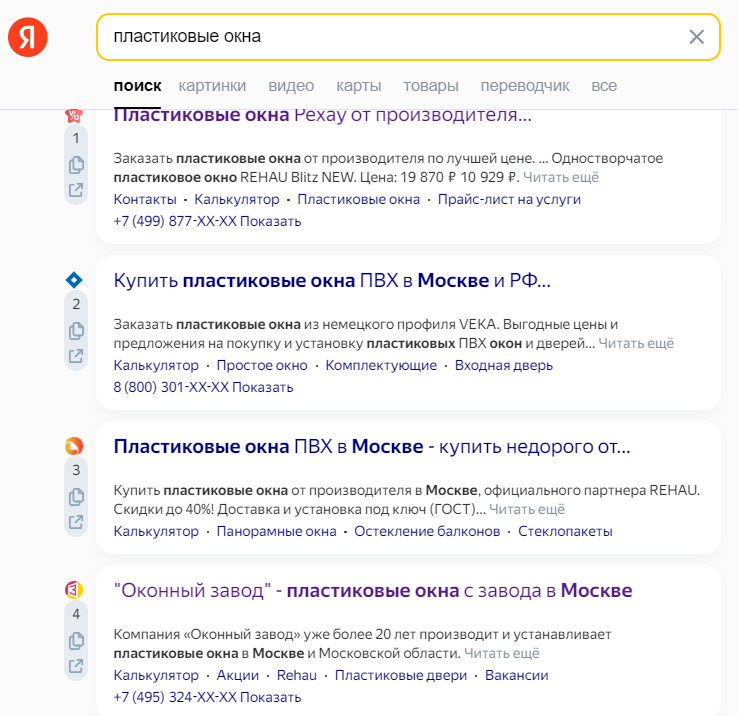 Я
пластиковые окна
поиск картинки видео карты товары переводчик все
Пластиковые окна Рехау от производителя...
1
Заказать пластиковые окна от производителя по лучшей цене. ... Одностворчатое
пластиковое окно REHAU Blitz NEW. Цена: 19 870 ₽ 10 929 ₽. Читать ещё
Контакты · Калькулятор · Пластиковые окна · Прайс-лист на услуги
+7 (499) 877-XX-XX Показать
Купить пластиковые окна ПВХ в Москве и РФ...
2
Заказать пластиковые окна из немецкого профиля VEKA. Выгодные цены и
предложения на покупку и установку пластиковых ПВХ окон и дверей... Читать ещё
Калькулятор · Простое окно · Комплектующие · Входная дверь
8 (800) 301-XX-XX Показать
Пластиковые окна ПВХ в Москве - купить недорого от...
3
Купить пластиковые окна от производителя в Москве, официального партнера REHAU.
Скидки до 40%! Доставка и установка под ключ (ГОСТ)... Читать ещё
Калькулятор · Панорамные окна · Остекление балконов · Стеклопакеты
"Оконный завод" - пластиковые окна с завода в Москве
4
Компания «Оконный завод» уже более 20 лет производит и устанавливает
пластиковые окна в Москве и Московской области. Читать ещё
Калькулятор · Акции · Rehau · Пластиковые двери · Вакансии
+7 (495) 324-XX-XX Показать